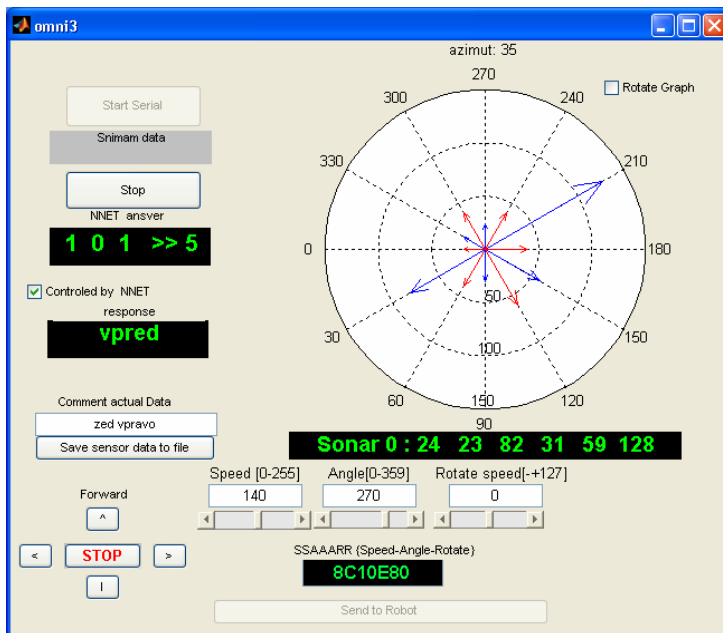 omni3
azimut: 35
270
300
240
Rotate Graph
Start Serial
Snimam data
330
210
Stop
NNET ansver
1 0 1 >> 5
0
180
Controled by NNET
50
response
vpred
30
150
100
Comment actual Data
60
150
120
90
zed vpravo
Sonar 0 : 24 23 82 31 59 128
Save sensor data to file
Speed [0-255] Angle[0-359] Rotate speed[-+127]
140 270 0
Forward
^
< STOP >
SSAAARR {Speed-Angle-Rotate}
8C10E80
I
Send to Robot